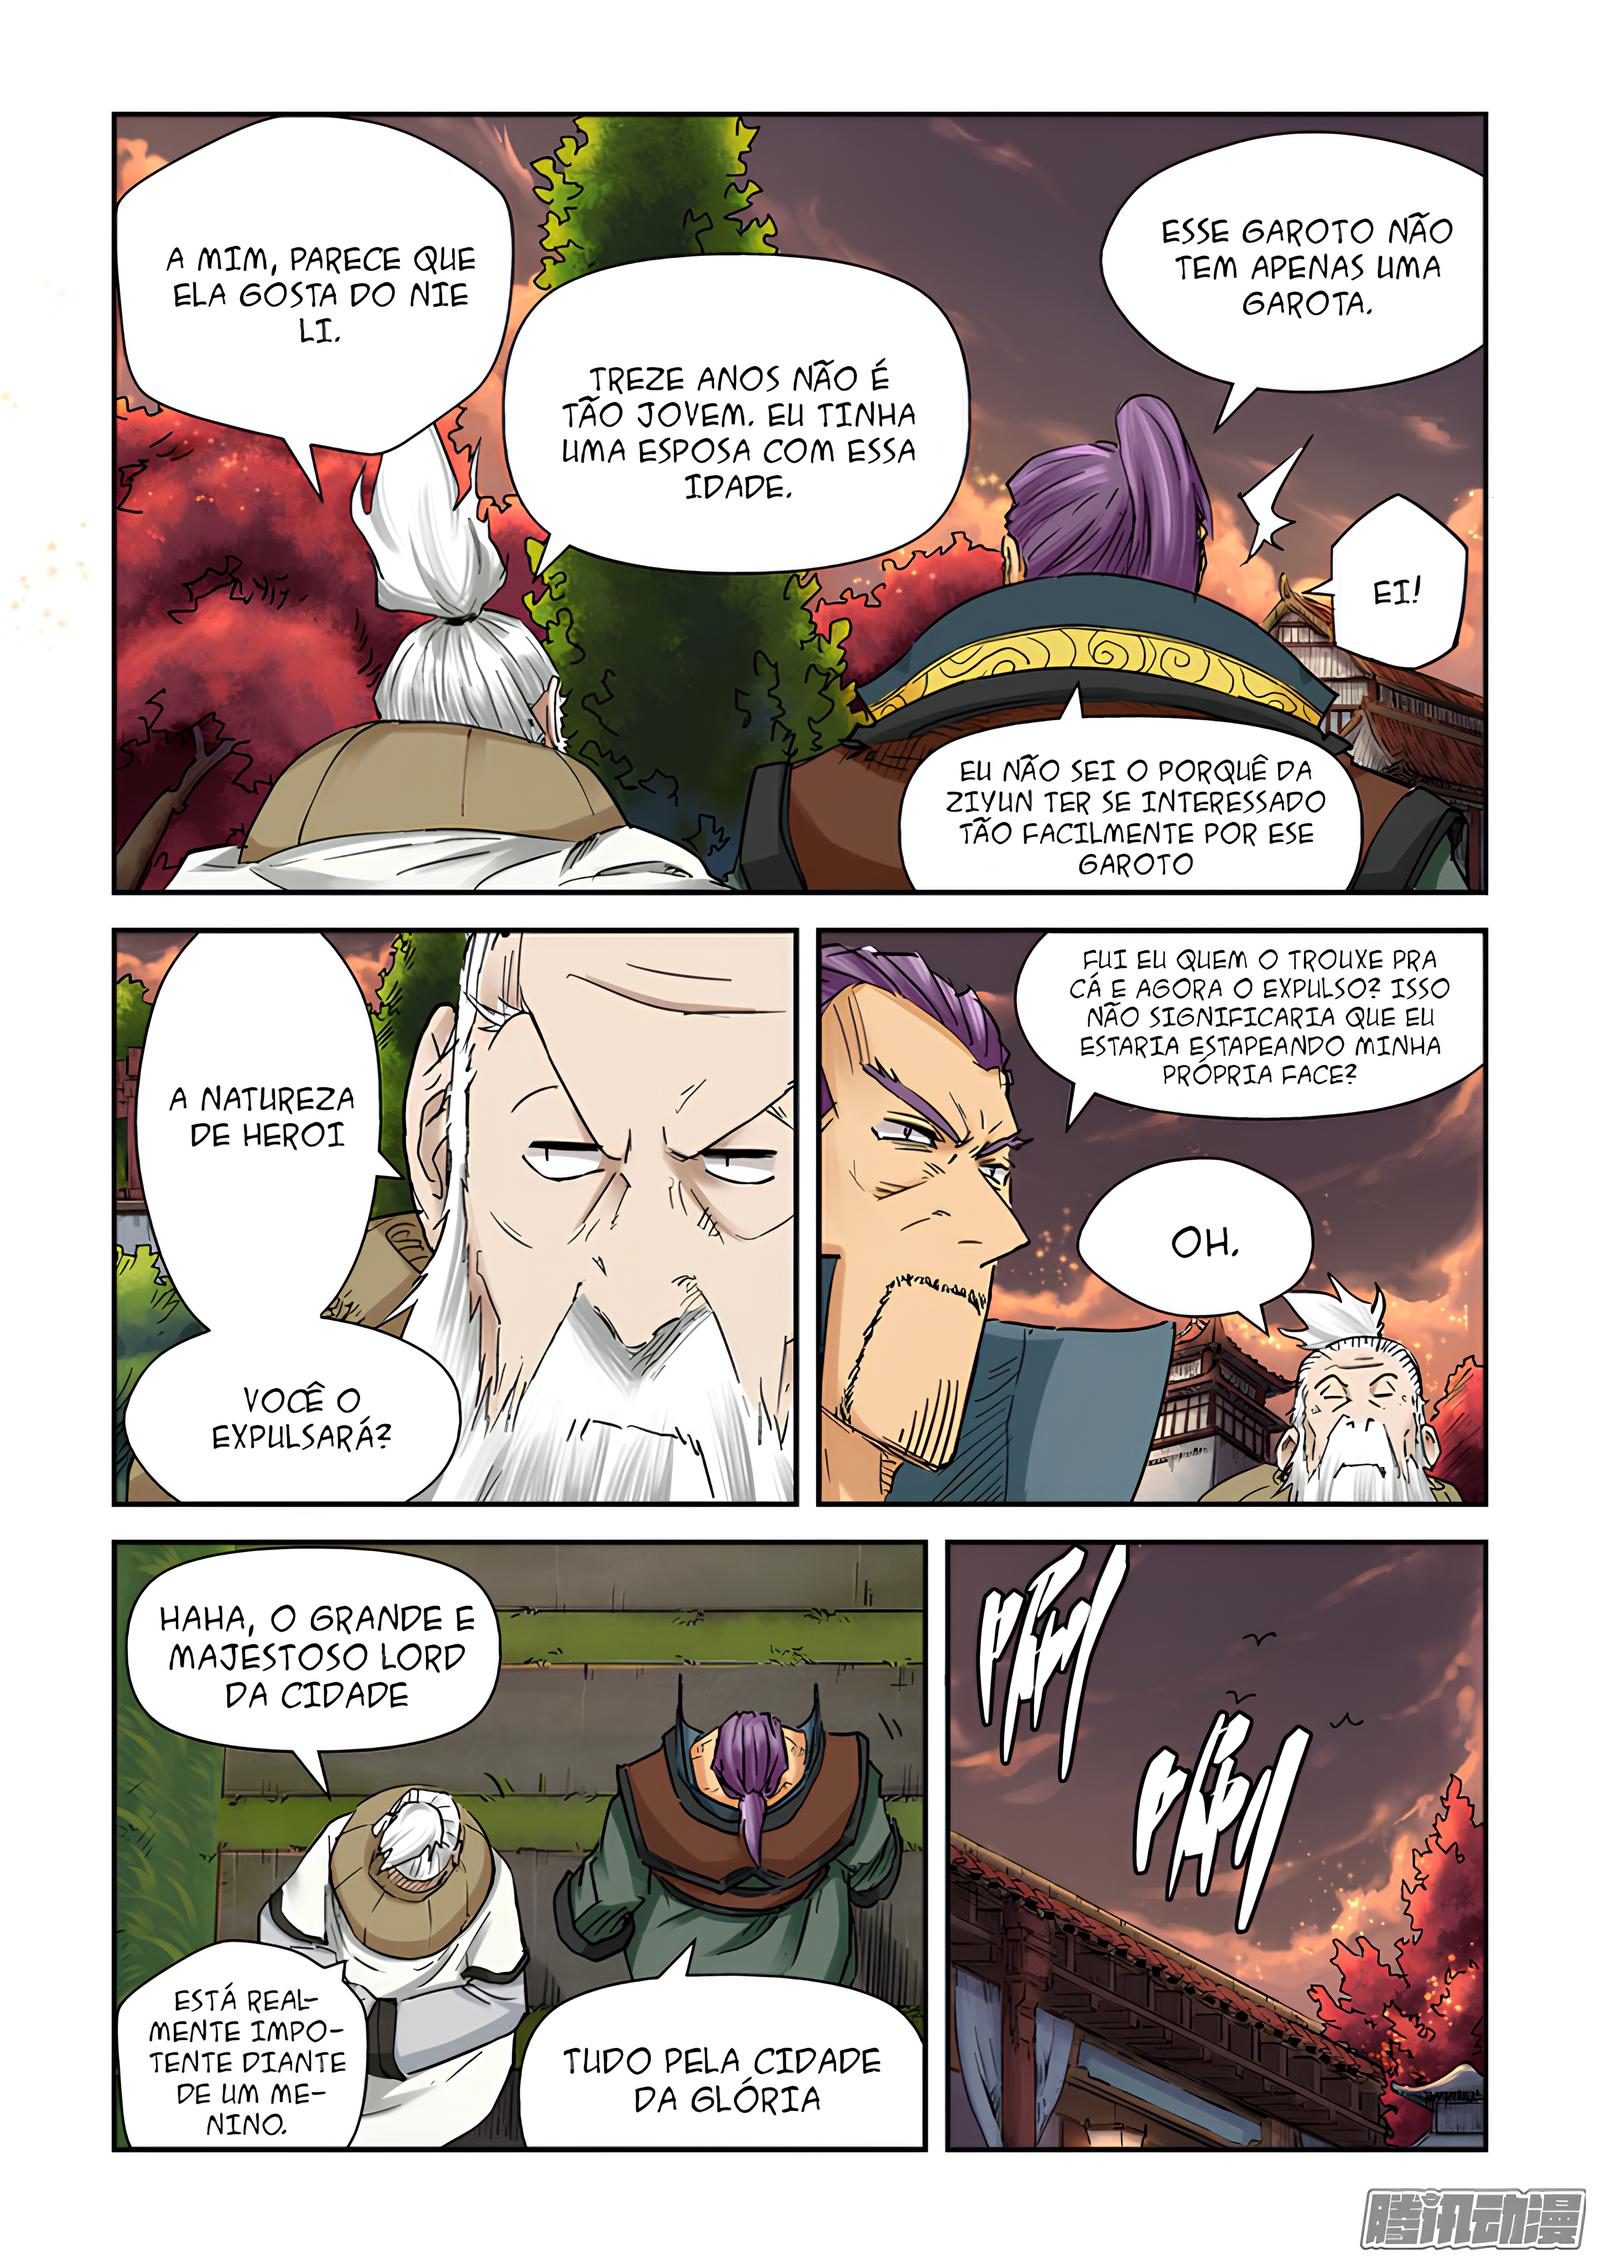 A MIM, PARECE QUE
ELA GOSTA DO NIE
LI.
TREZE ANOS NÃO É
TÃO JOVEM. EU TINHA
UMA ESPOSA COM ESSA
IDADE.
ESSE GAROTO NÃO
TEM APENAS UMA
GAROTA.
EI!
EU NÃO SEI O PORQUÊ DA
ZIYUN TER SE INTERESSADO
TÃO FACILMENTE POR ESE
GAROTO
A NATUREZA
DE HEROI
VOCÊ O
EXPULSARÁ?
FUI EU QUEM O TROUXE PRA
CÁ E AGORA O EXPULSO? ISSO
NÃO SIGNIFICARIA QUE EU
ESTARIA ESTAPEANDO MINHA
PRÓPRIA FACE?
OH.
HAHA, O GRANDE E
MAJESTOSO LORD
DA CIDADE
ESTÁ REAL-
MENTE IMPO-
TENTE DIANTE
DE UM ME-
NINO.
TUDO PELA CIDADE
DA GLÓRIA
腾讯动漫